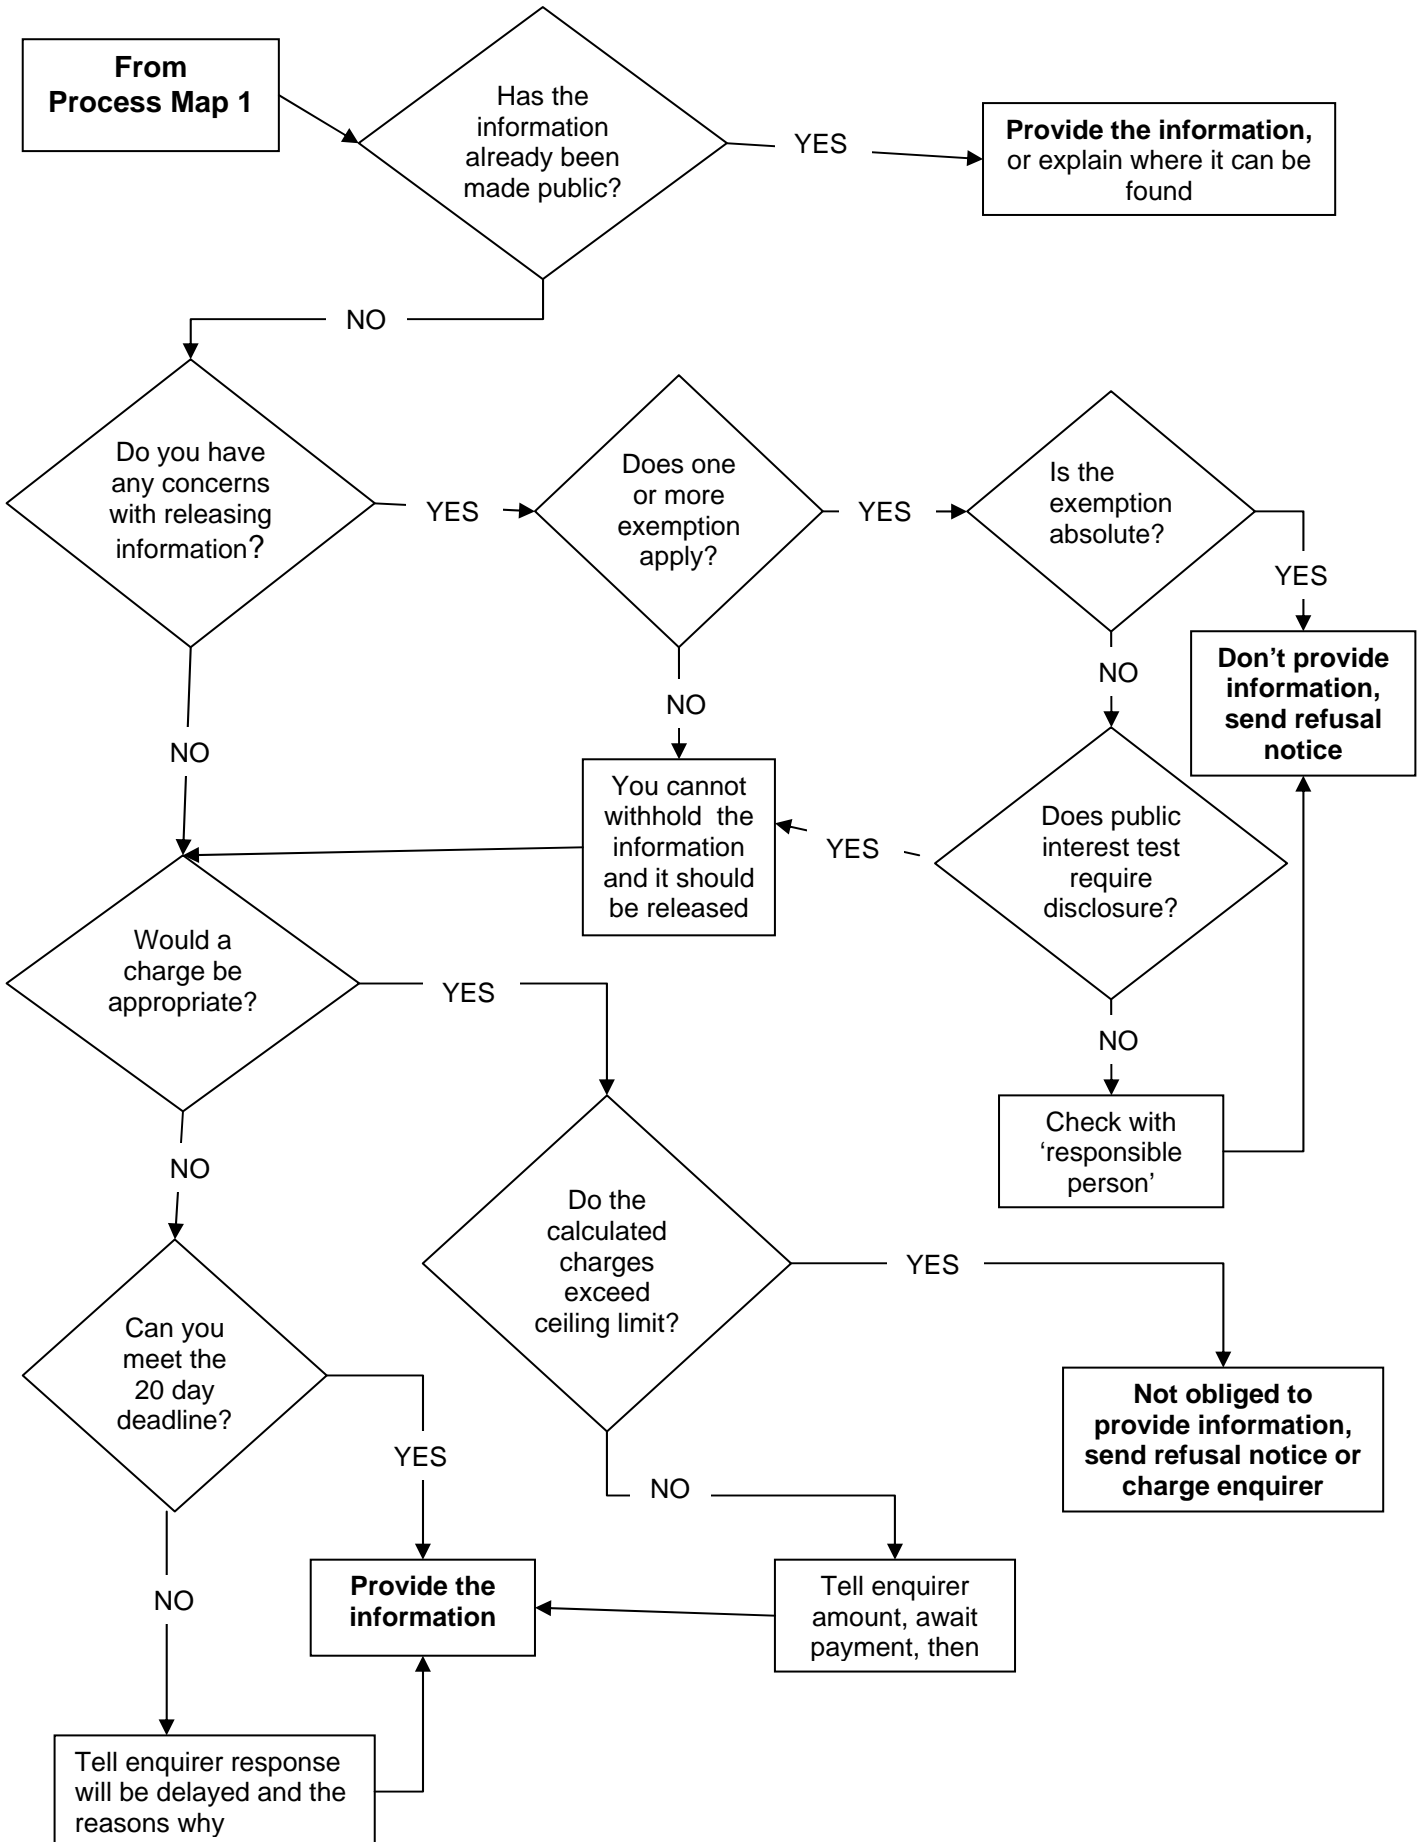 From
Process Map 1
Has the
information
already been
made public?
YES
Provide the information,
or explain where it can be
found
NO
Do you have
any concerns
with releasing
information?
YES
Does one
or more
exemption
apply?
YES
Is the
exemption
absolute?
YES
NO
NO
Don’t provide
information,
send refusal
notice
NO
You cannot
withhold  the
information
and it should
be released
YES
Does public
interest test
require
disclosure?
Would a
charge be
appropriate?
YES
NO
Check with
‘responsible
person’
NO
Do the
calculated
charges
exceed
ceiling limit?
YES
Can you
meet the
20 day
deadline?
YES
NO
Not obliged to
provide information,
send refusal notice or
charge enquirer
NO
Provide the
information
Tell enquirer
amount, await
payment, then
Tell enquirer response
will be delayed and the
reasons why